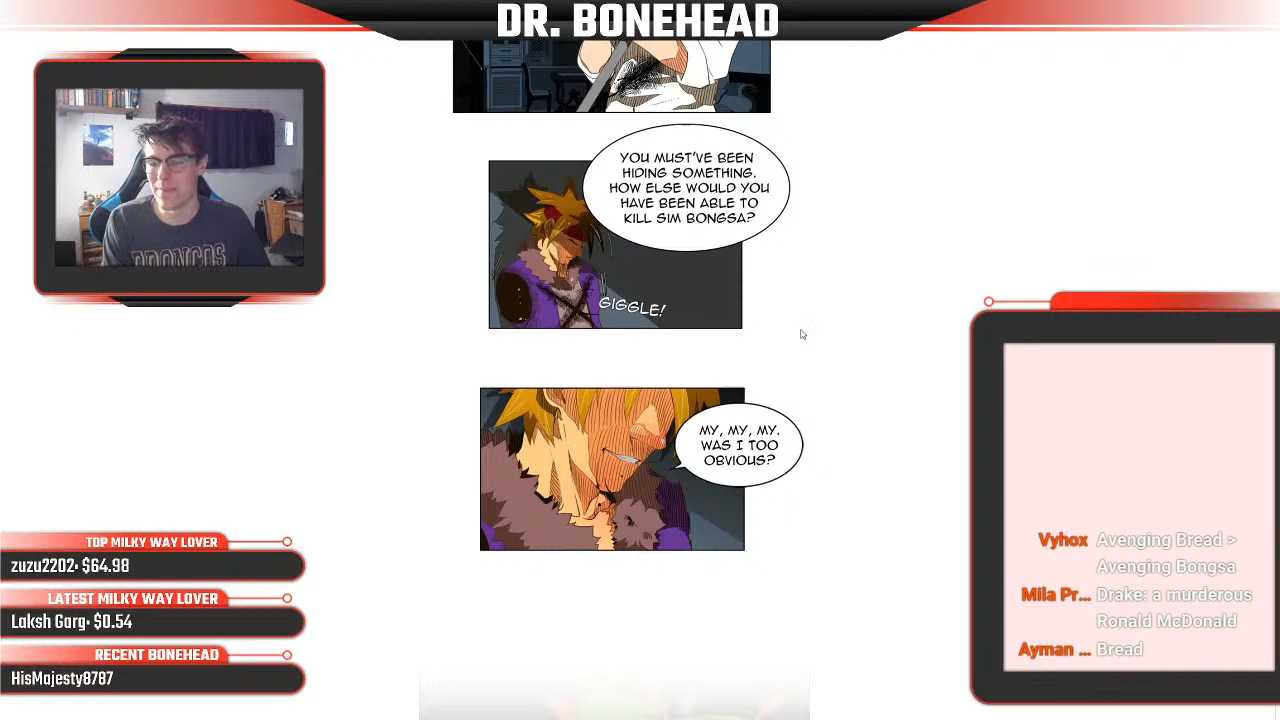 DR. BONEHEAD
YOU MUST'VE BEEN
HIDING SOMETHING.
HOW ELSE WOULD YOU
HAVE BEEN ABLE TO
KILL SIM BONGSA?
GIGGLE!
MY, MY, MY.
WAS I TOO
OBVIOUS?
BRONCOS
TOP MILKY WAY LOVER
zuzu2202• $64.98
LATEST MILKY WAY LOVER
Laksh Garg• $0.54
RECENT BONEHEAD
HisMajesty8787
Vyhox Avenging Bread >
Avenging Bongsa
Mila Pr... Drake: a murderous
Ronald McDonald
Ayman ... Bread